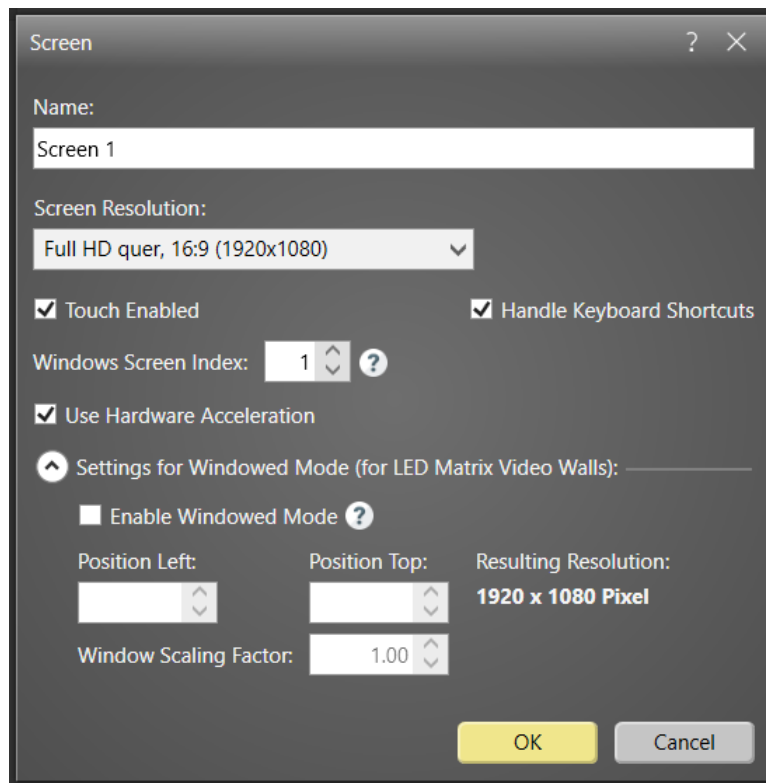 Screen ?
Name:
Screen 1
Screen Resolution:
Full HD quer, 16:9 (1920x1080)
Touch Enabled Handle Keyboard Shortcuts
Windows Screen Index: 1 ?
Use Hardware Acceleration
Settings for Windowed Mode (for LED Matrix Video Walls):
Enable Windowed Mode ?
Position Left: Position Top: Resulting Resolution:
1920 x 1080 Pixel
Window Scaling Factor: 1.00
OK Cancel